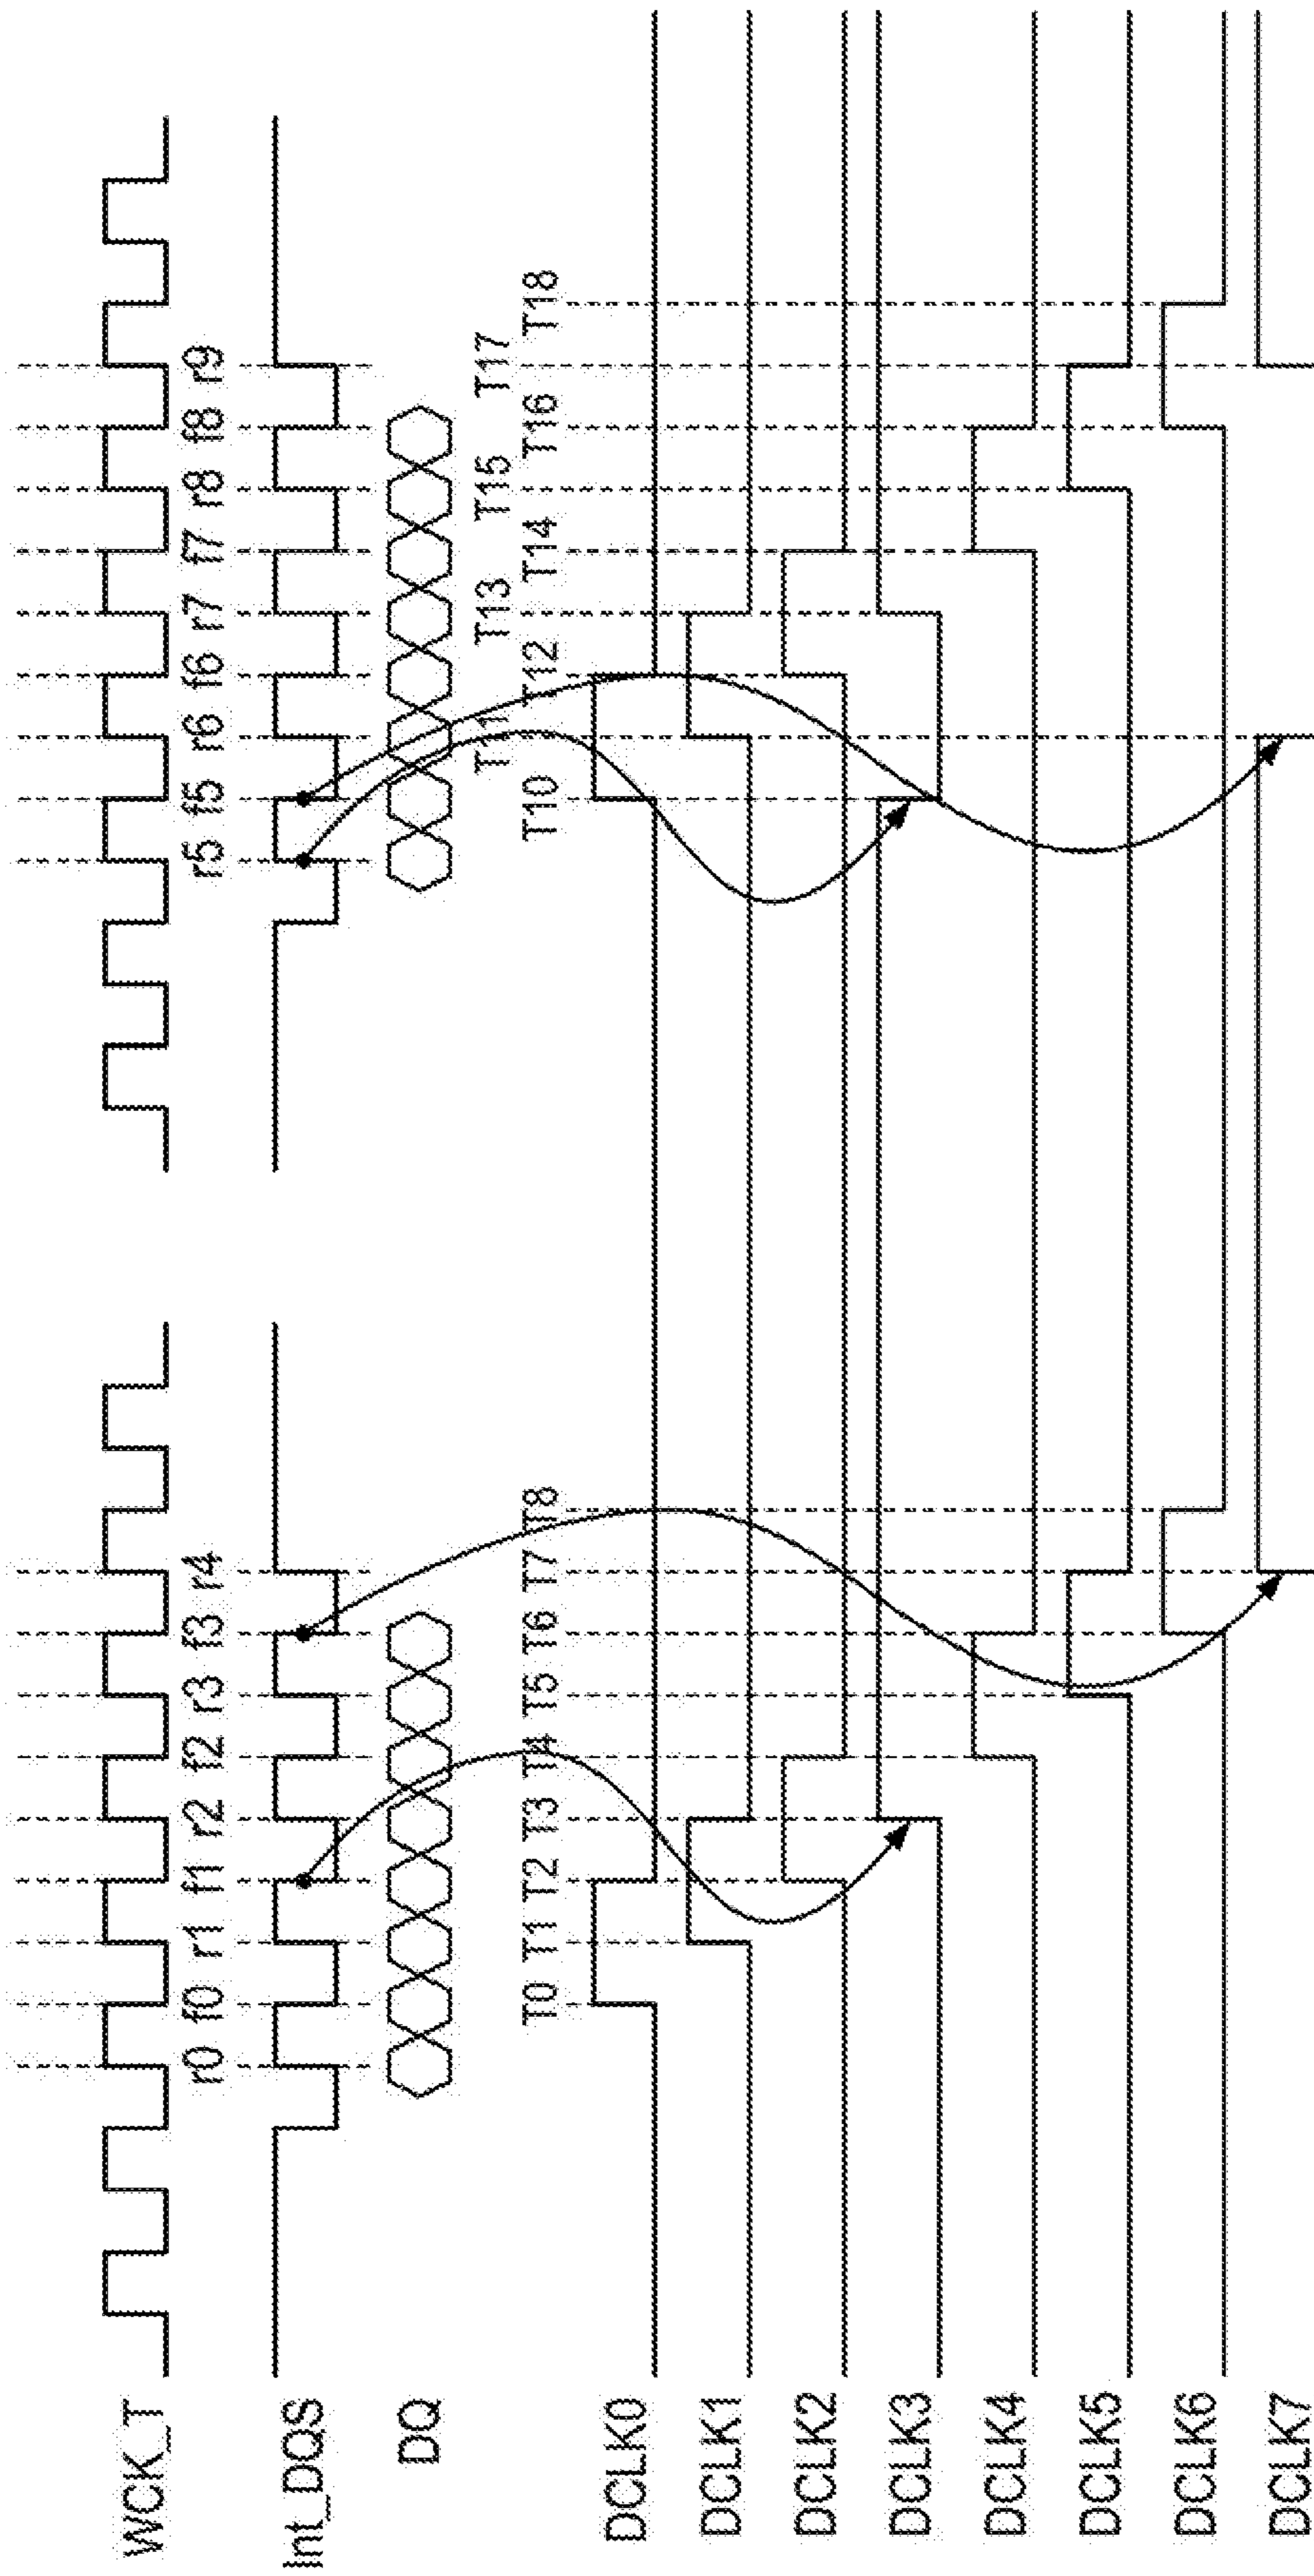 WCK_T
r0 f0 r1 f1 r2 f2 r3 f3 r4 r5 f5 r6 f6 r7 f7 r8 f8 r9
Int_DQS
DQ
T11 T13 T15 T17
T0 T1 T2 T3 T4 T5 T6 T7 T8 T10 T12 T14 T16 T18
DCLK0
DCLK1
DCLK2
DCLK3
DCLK4
DCLK5
DCLK6
DCLK7